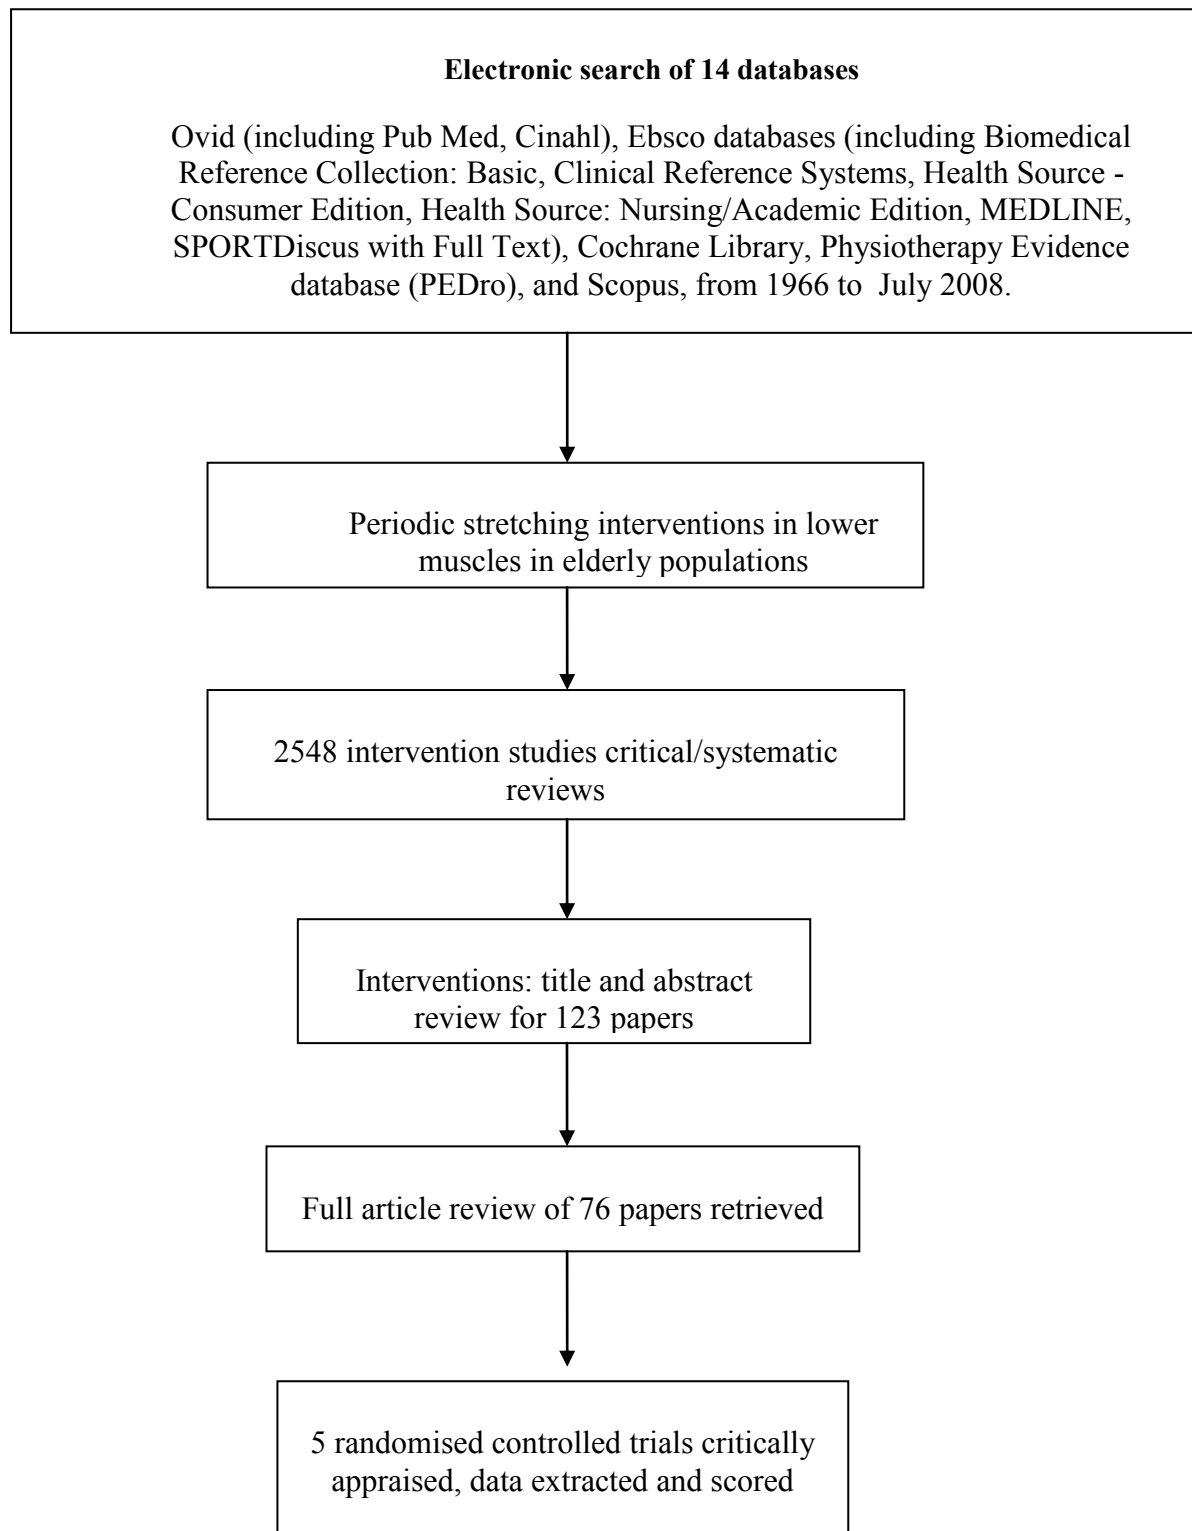 Electronic search of 14 databases
Ovid (including Pub Med, Cinahl), Ebsco databases (including Biomedical
Reference Collection: Basic, Clinical Reference Systems, Health Source -
Consumer Edition, Health Source: Nursing/Academic Edition, MEDLINE,
SPORTDiscus with Full Text), Cochrane Library, Physiotherapy Evidence
database (PEDro), and Scopus, from 1966 to July 2008.
Periodic stretching interventions in lower
muscles in elderly populations
2548 intervention studies critical/systematic
reviews
Interventions: title and abstract
review for 123 papers
Full article review of 76 papers retrieved
5 randomised controlled trials critically
appraised, data extracted and scored